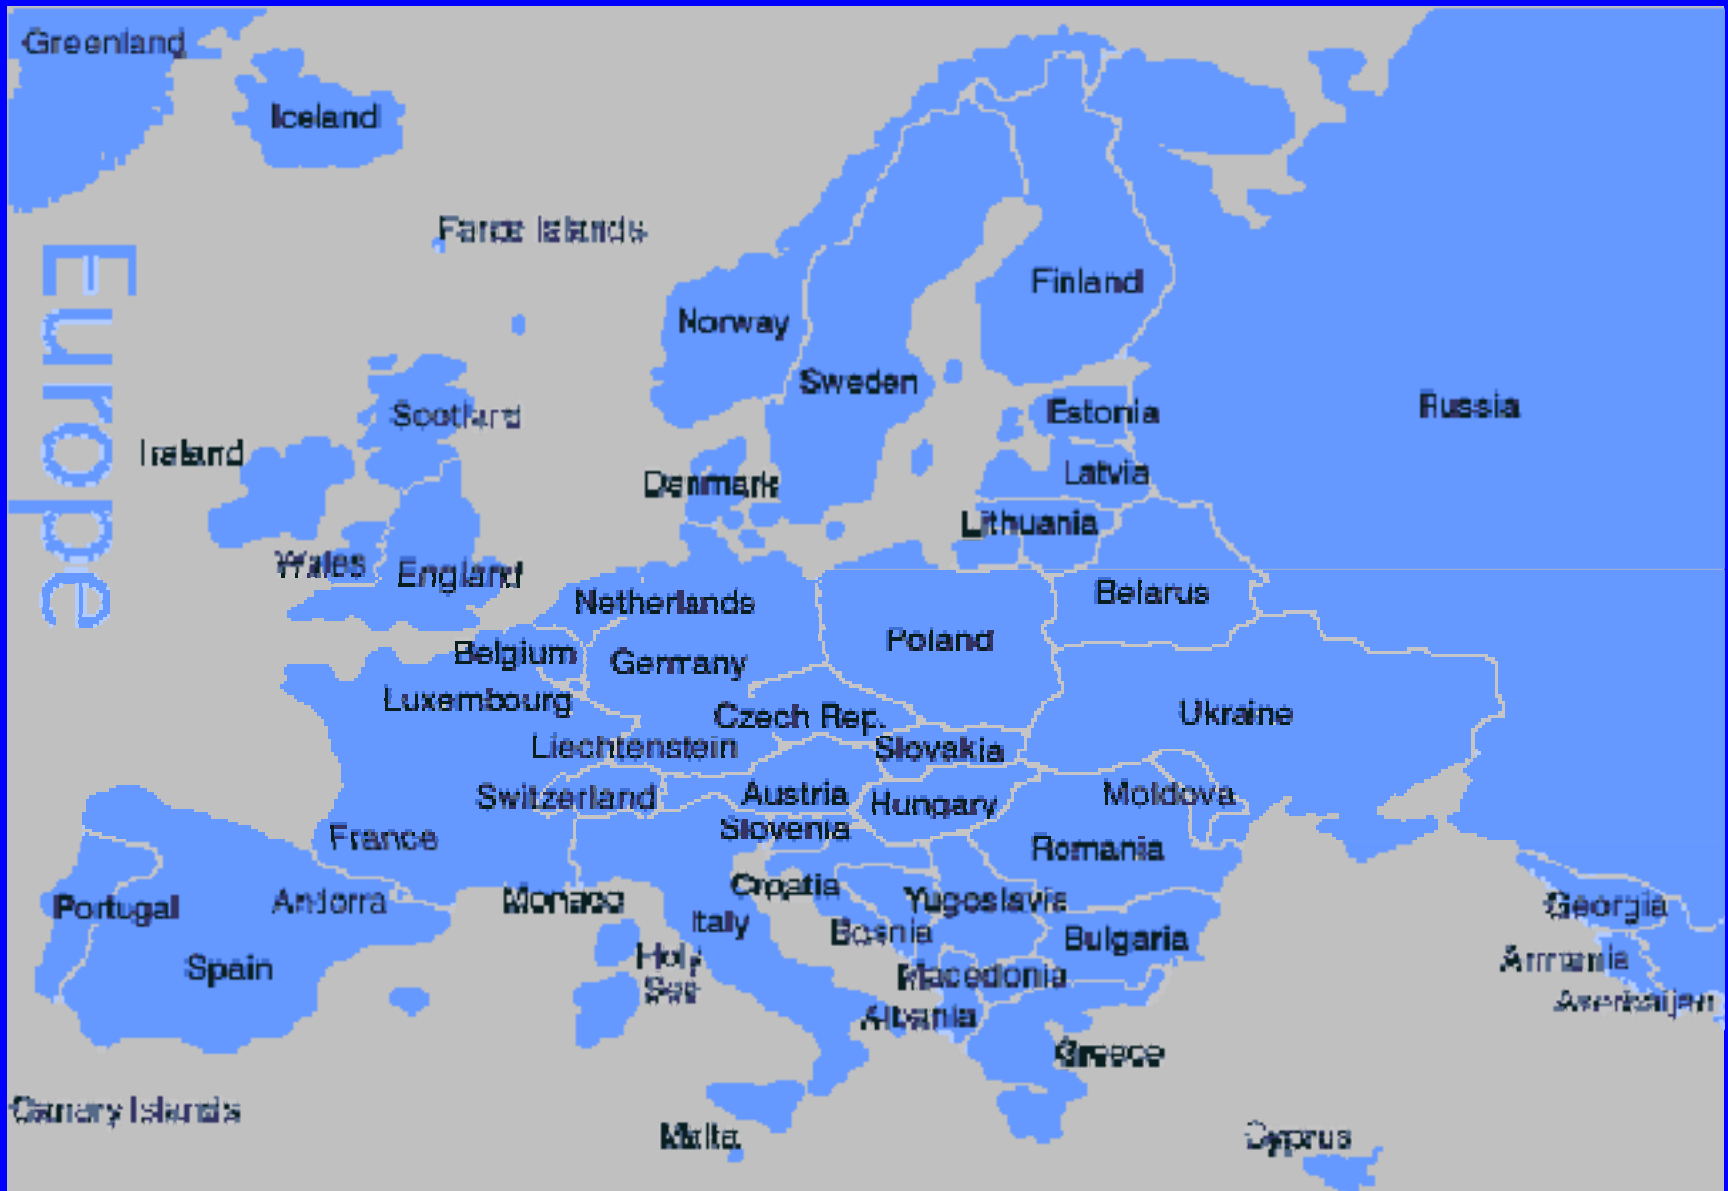 Greenland
Iceland
Faroe Islands
Europe
Norway
Sweden
Finland
Russia
Scotland
Ireland
Denmark
Estonia
Latvia
Lithuania
Wales
England
Netherlands
Belarus
Belgium
Germany
Poland
Luxembourg
Czech Rep.
Ukraine
Liechtenstein
Slovakia
Switzerland
Austria
Hungary
Moldova
Slovenia
France
Romania
Croatia
Portugal
Andorra
Monaco
Yugoslavia
Georgia
Italy
Bosnia
Bulgaria
Spain
Holy
See
Macedonia
Armenia
Azerbaijan
Albania
Greece
Canary Islands
Malta
Cyprus